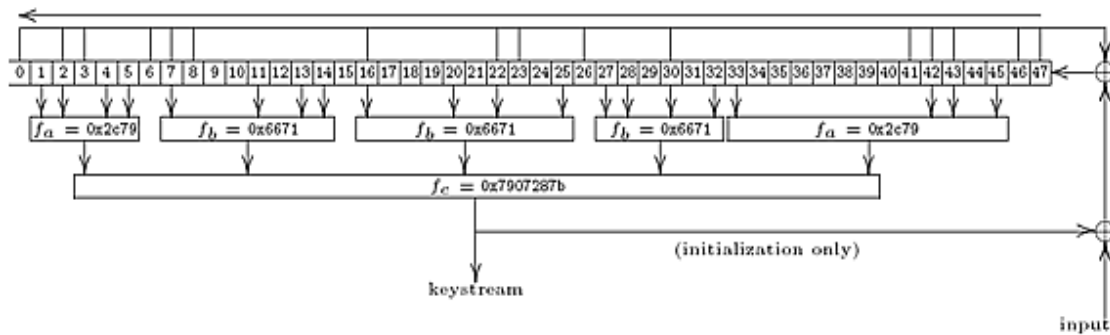 0 1 2 3 4 5 6 7 8 9 10 11 12 13 14 15 16 17 18 19 20 21 22 23 24 25 26 27 28 29 30 31 32 33 34 35 36 37 38 39 40 41 42 43 44 45 46 47
f_a = 0x2c79 f_b = 0x6671 f_b = 0x6671 f_b = 0x6671 f_a = 0x2c79
f_c = 0x7907287b
(initialization only)
keystream
input